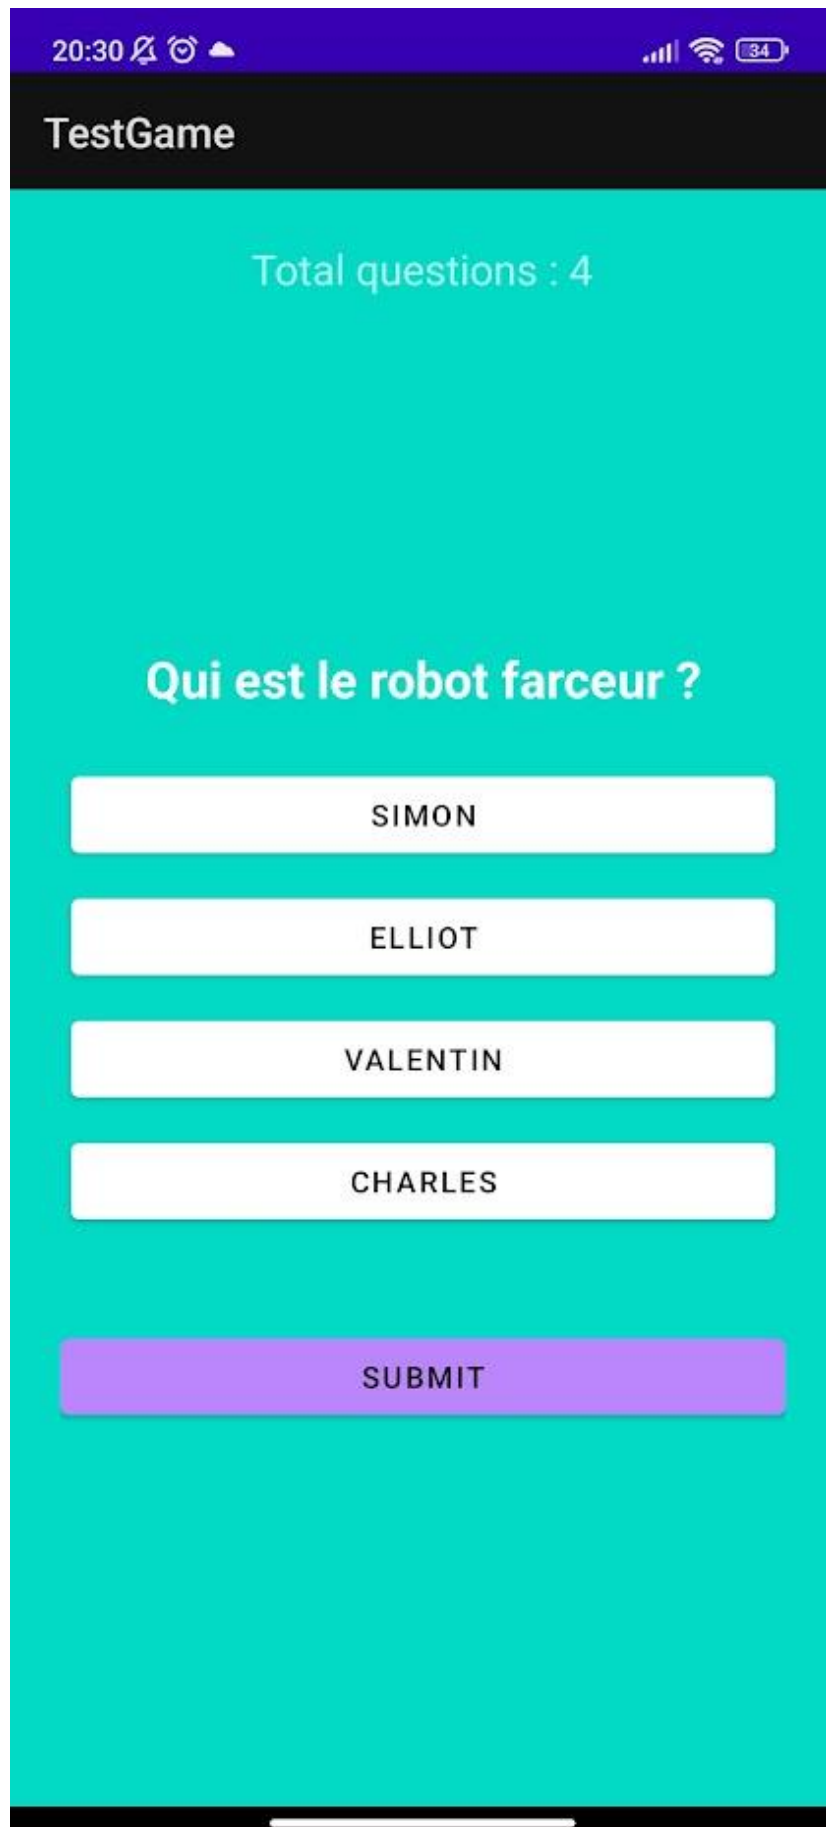 20:30
34
TestGame
Total questions : 4
Qui est le robot farceur ?
SIMON
ELLIOT
VALENTIN
CHARLES
SUBMIT